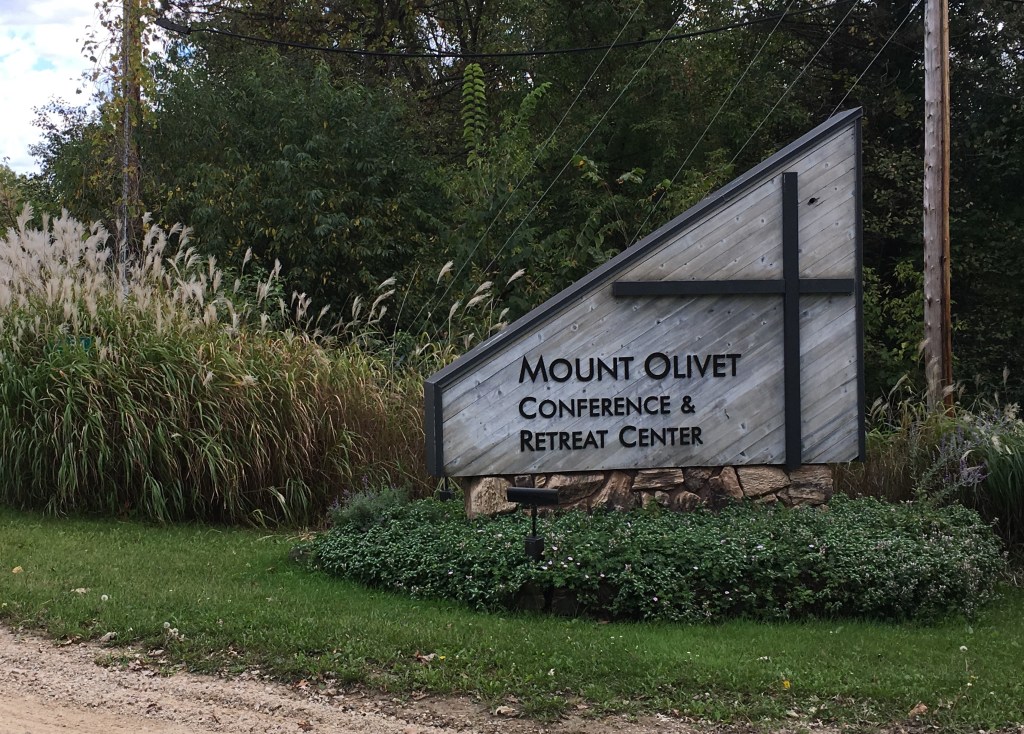 MOUNT OLIVET
CONFERENCE &
RETREAT CENTER